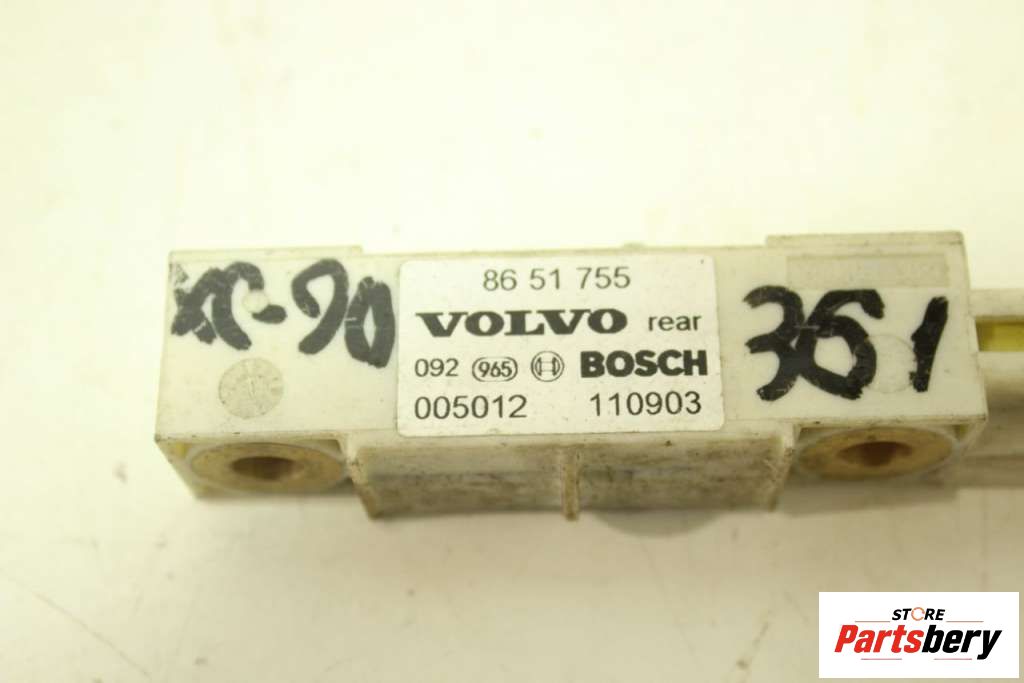 xc-90
86 51 755
VOLVO rear
092 965 BOSCH
005012 110903
361
STORE
Partsbery